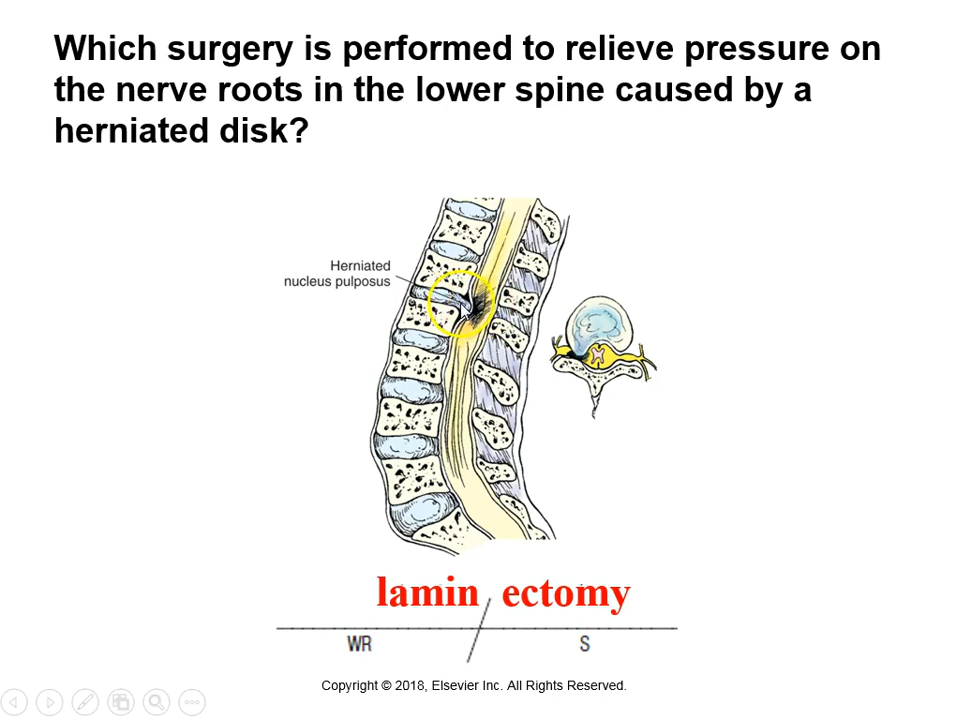 Which surgery is performed to relieve pressure on
the nerve roots in the lower spine caused by a
herniated disk?
Herniated
nucleus pulposus
lamin / ectomy
WR S
Copyright © 2018, Elsevier Inc. All Rights Reserved.